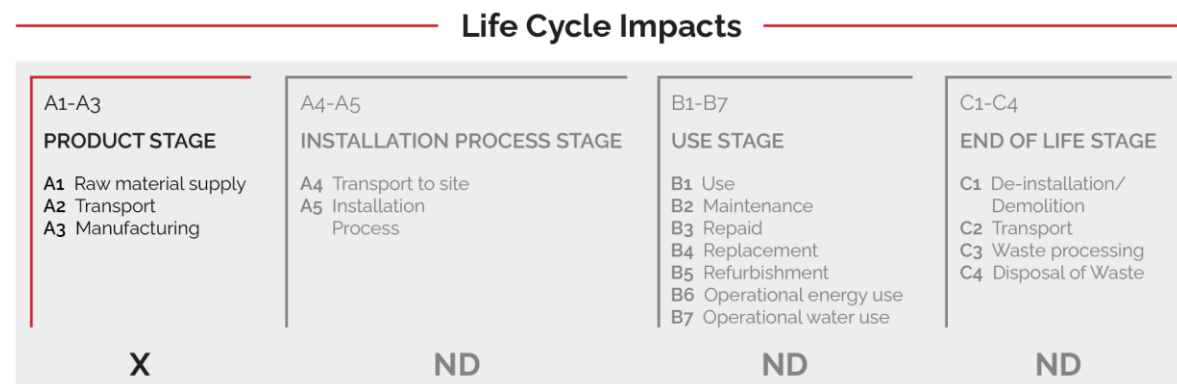 Life Cycle Impacts
A1-A3
PRODUCT STAGE
A1 Raw material supply
A2 Transport
A3 Manufacturing
X
A4-A5
INSTALLATION PROCESS STAGE
A4 Transport to site
A5 Installation
Process
ND
B1-B7
USE STAGE
B1 Use
B2 Maintenance
B3 Repaid
B4 Replacement
B5 Refurbishment
B6 Operational energy use
B7 Operational water use
ND
C1-C4
END OF LIFE STAGE
C1 De-installation/
Demolition
C2 Transport
C3 Waste processing
C4 Disposal of Waste
ND